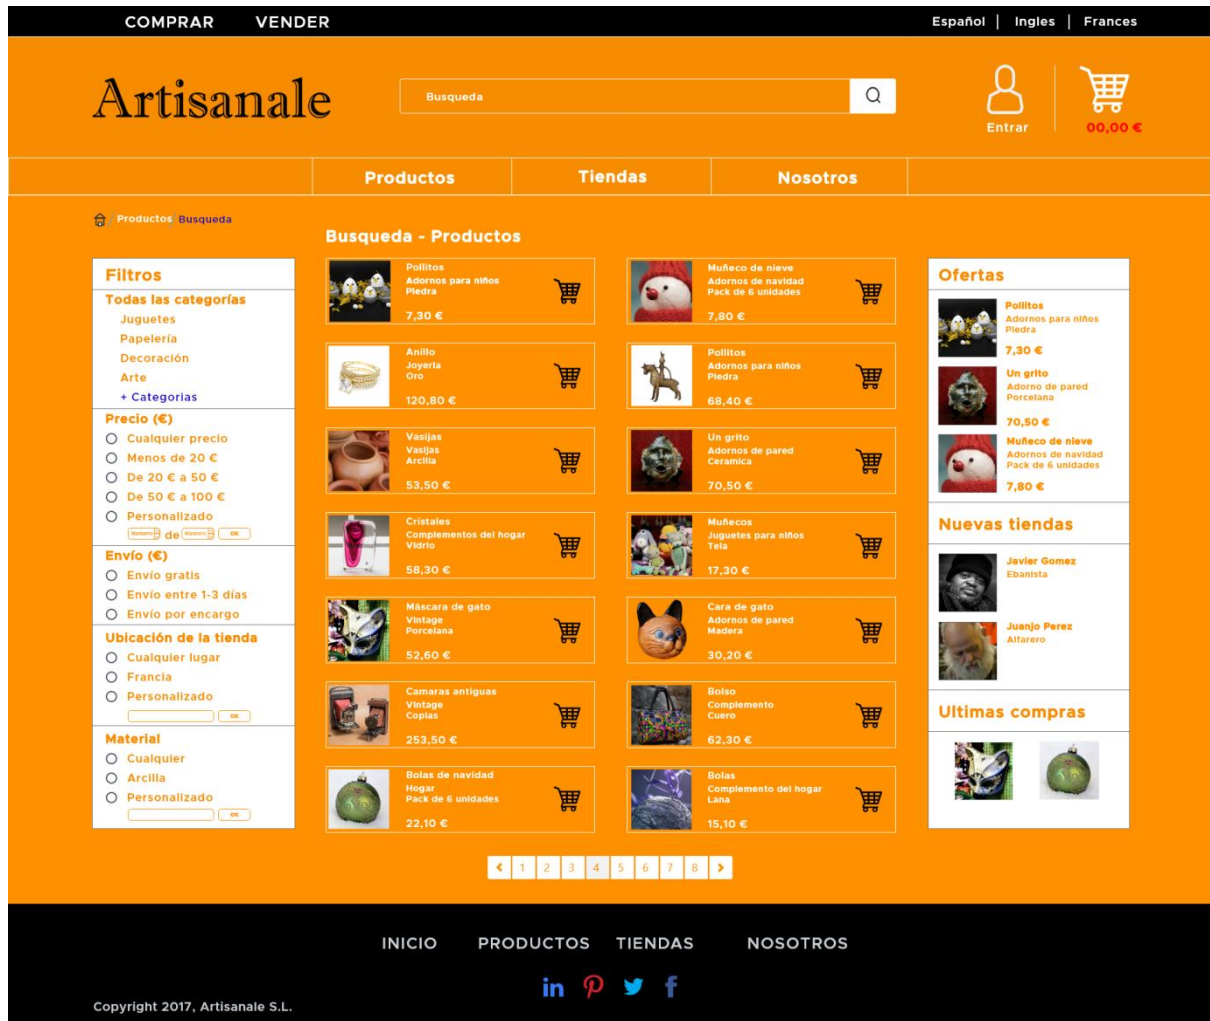 COMPRAR VENDER Español | Ingles | Frances
Artisanale
Busqueda
Entrar
00,00 €
Productos Tiendas Nosotros
Productos Busqueda
Busqueda - Productos
Filtros
Todas las categorías
Juguetes
Papelería
Decoración
Arte
+ Categorias
Precio (€)
Cualquier precio
Menos de 20 €
De 20 € a 50 €
De 50 € a 100 €
Personalizado
Numero de Numero OK
Envío (€)
Envío gratis
Envío entre 1-3 días
Envío por encargo
Ubicación de la tienda
Cualquier lugar
Francia
Personalizado
OK
Material
Cualquier
Arcilla
Personalizado
OK
Pollitos
Adornos para niños
Piedra
7,30 €
Muñeco de nieve
Adornos de navidad
Pack de 6 unidades
7,80 €
Anillo
Joyeria
Oro
120,80 €
Pollitos
Adornos para niños
Piedra
68,40 €
Vasijas
Vasijas
Arcilla
53,50 €
Un grito
Adornos de pared
Ceramica
70,50 €
Cristales
Complementos del hogar
Vidrio
58,30 €
Muñecos
Juguetes para niños
Tela
17,30 €
Máscara de gato
Vintage
Porcelana
52,60 €
Cara de gato
Adornos de pared
Madera
30,20 €
Camaras antiguas
Vintage
Copias
253,50 €
Bolso
Complemento
Cuero
62,30 €
Bolas de navidad
Hogar
Pack de 6 unidades
22,10 €
Bolas
Complemento del hogar
Lana
15,10 €
Ofertas
Pollitos
Adornos para niños
Piedra
7,30 €
Un grito
Adorno de pared
Porcelana
70,50 €
Muñeco de nieve
Adornos de navidad
Pack de 6 unidades
7,80 €
Nuevas tiendas
Javier Gomez
Ebanista
Juanjo Perez
Alfarero
Ultimas compras
1 2 3 4 5 6 7 8
INICIO PRODUCTOS TIENDAS NOSOTROS
in
Copyright 2017, Artisanale S.L.